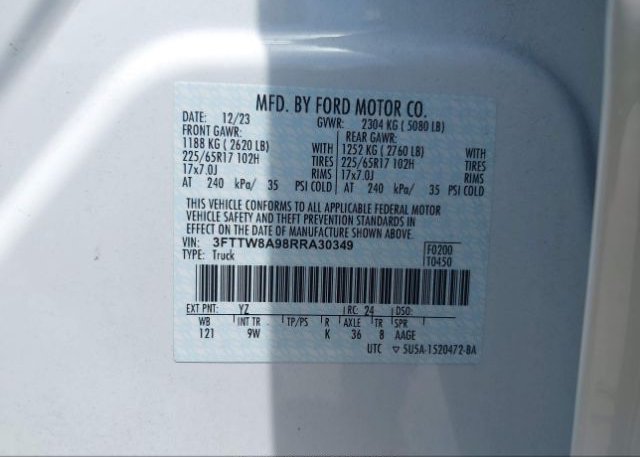 MFD. BY FORD MOTOR CO.
DATE: 12/23 GVWR: 2304 KG ( 5080 LB)
FRONT GAWR: REAR GAWR:
1188 KG ( 2620 LB) WITH 1252 KG ( 2760 LB) WITH
225/65R17 102H TIRES 225/65R17 102H TIRES
17x7.0J RIMS 17x7.0J RIMS
AT 240 kPa/ 35 PSI COLD AT 240 kPa/ 35 PSI COLD
THIS VEHICLE CONFORMS TO ALL APPLICABLE FEDERAL MOTOR
VEHICLE SAFETY AND THEFT PREVENTION STANDARDS IN
EFFECT ON THE DATE OF MANUFACTURE SHOWN ABOVE.
VIN: 3FTTW8A98RRA30349 F0200
TYPE: Truck T0450
EXT PNT: YZ RC: 24 DSO:
WB INT TR TP/PS R AXLE TR SPR
121 9W K 36 8 AAGE
UTC ▽ 5U5A-1520472-BA